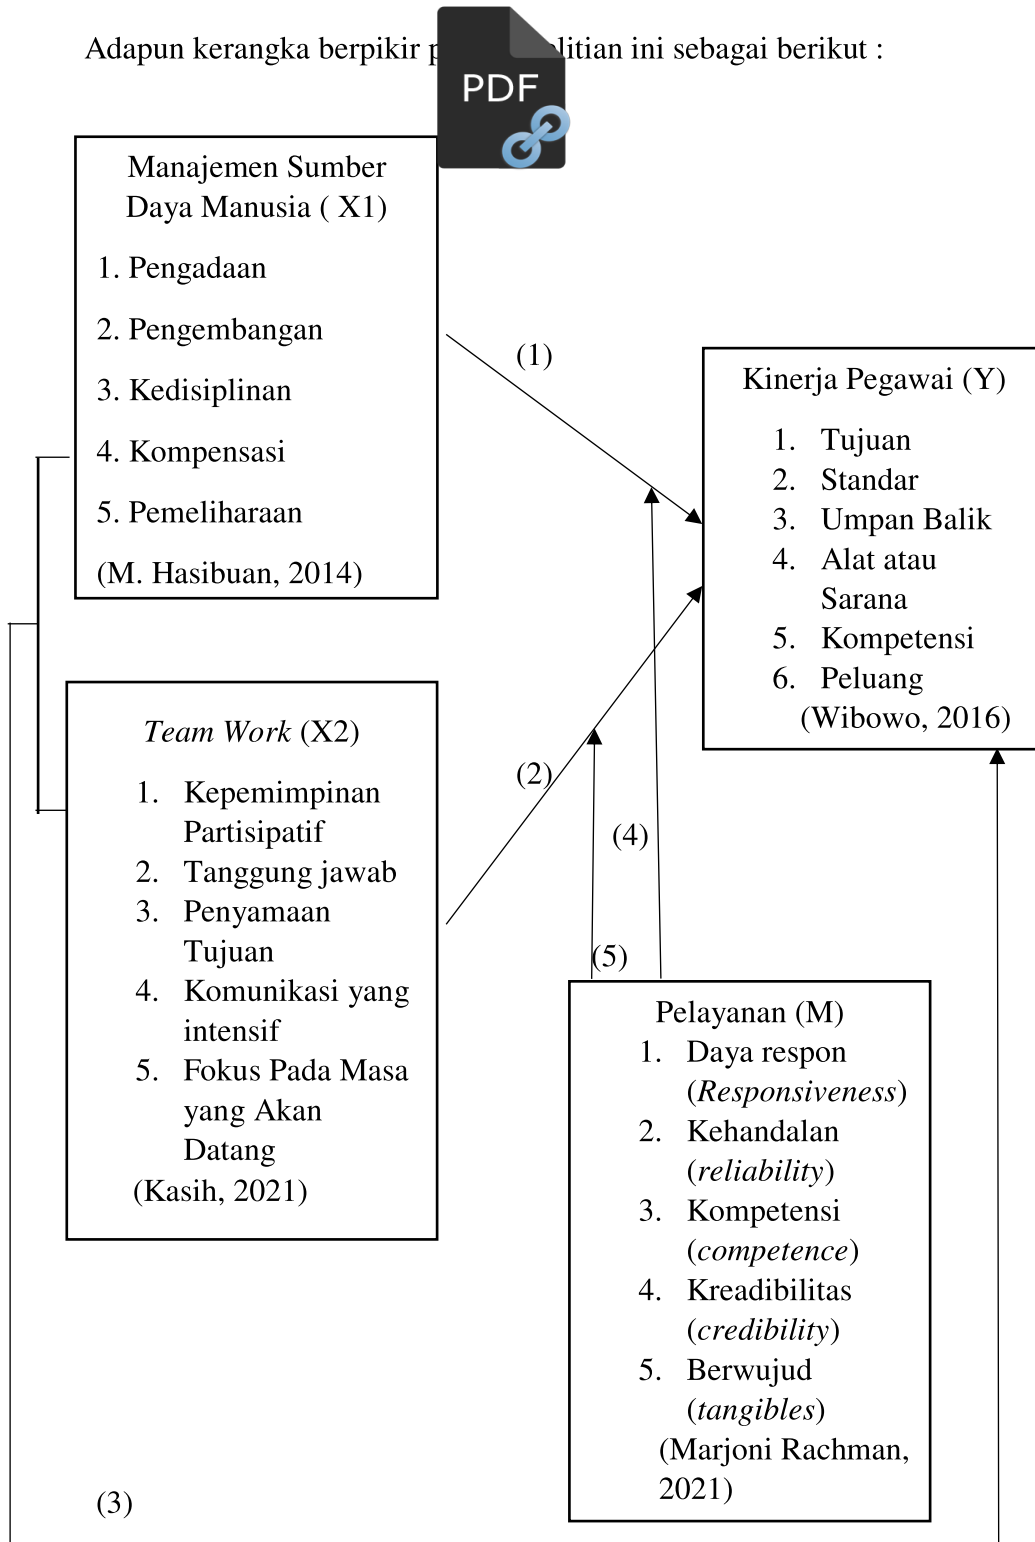 Adapun kerangka berpikir p litian ini sebagai berikut :
PDF
Manajemen Sumber
Daya Manusia ( X1)
1. Pengadaan
2. Pengembangan
3. Kedisiplinan
4. Kompensasi
5. Pemeliharaan
(M. Hasibuan, 2014)
(1)
Kinerja Pegawai (Y)
1. Tujuan
2. Standar
3. Umpan Balik
4. Alat atau
Sarana
5. Kompetensi
6. Peluang
(Wibowo, 2016)
Team Work (X2)
1. Kepemimpinan
Partisipatif
2. Tanggung jawab
3. Penyamaan
Tujuan
4. Komunikasi yang
intensif
5. Fokus Pada Masa
yang Akan
Datang
(Kasih, 2021)
(2)
(4)
(5)
Pelayanan (M)
1. Daya respon
(Responsiveness)
2. Kehandalan
(reliability)
3. Kompetensi
(competence)
4. Kreadibilitas
(credibility)
5. Berwujud
(tangibles)
(Marjoni Rachman,
2021)
(3)